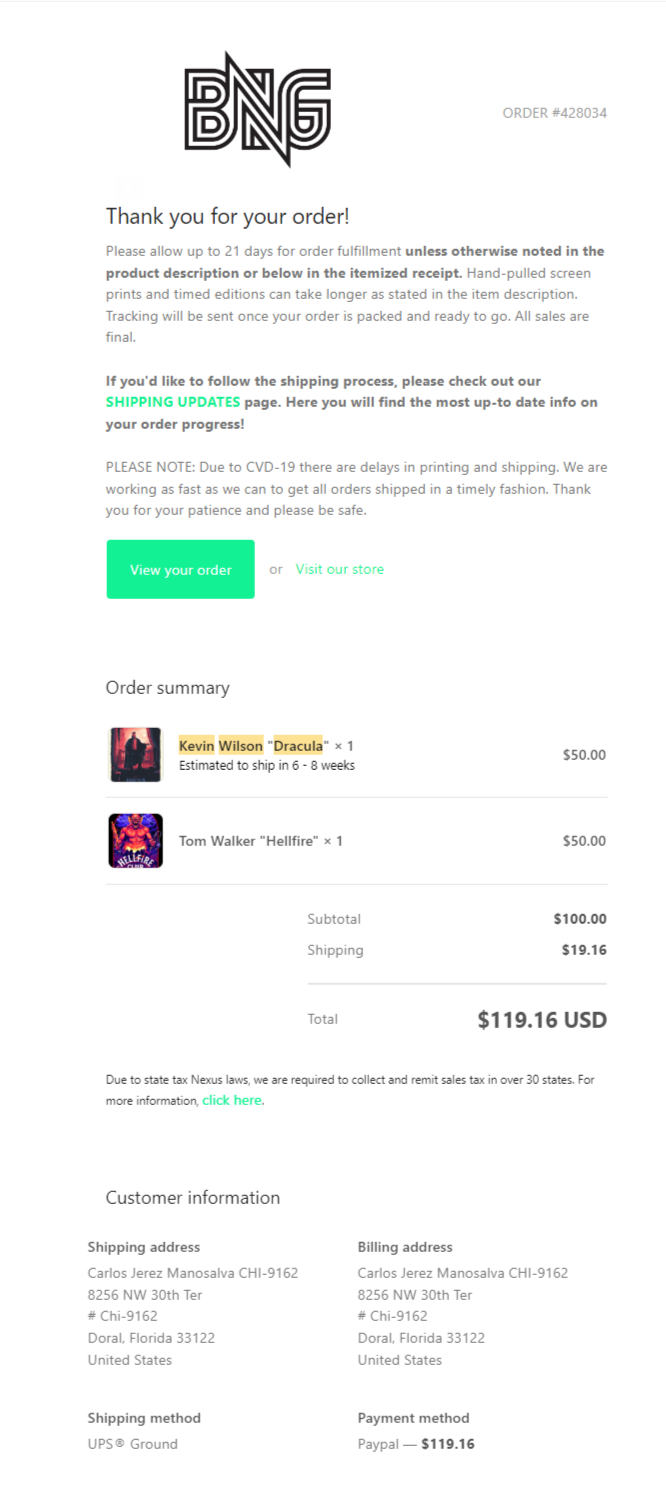 BNG
ORDER #428034
Thank you for your order!
Please allow up to 21 days for order fulfillment unless otherwise noted in the
product description or below in the itemized receipt. Hand-pulled screen
prints and timed editions can take longer as stated in the item description.
Tracking will be sent once your order is packed and ready to go. All sales are
final.
If you'd like to follow the shipping process, please check out our
SHIPPING UPDATES page. Here you will find the most up-to date info on
your order progress!
PLEASE NOTE: Due to CVD-19 there are delays in printing and shipping. We are
working as fast as we can to get all orders shipped in a timely fashion. Thank
you for your patience and please be safe.
View your order or Visit our store
Order summary
Kevin Wilson "Dracula" × 1
Estimated to ship in 6 - 8 weeks
$50.00
HELLFIRE
CLUB
Tom Walker "Hellfire" × 1
$50.00
Subtotal $100.00
Shipping $19.16
Total $119.16 USD
Due to state tax Nexus laws, we are required to collect and remit sales tax in over 30 states. For
more information, click here.
Customer information
Shipping address
Carlos Jerez Manosalva CHI-9162
8256 NW 30th Ter
# Chi-9162
Doral, Florida 33122
United States
Billing address
Carlos Jerez Manosalva CHI-9162
8256 NW 30th Ter
# Chi-9162
Doral, Florida 33122
United States
Shipping method
UPS® Ground
Payment method
Paypal — $119.16